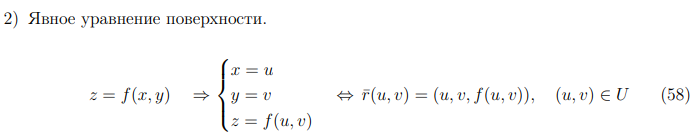 2) Явное уравнение поверхности.
z = f(x, y) ⇒ { x = u
y = v
z = f(u, v) ⇔ r̄(u, v) = (u, v, f(u, v)), (u, v) ∈ U (58)